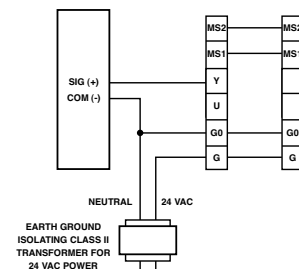 MS2 MS2
MS1 MS1
SIG (+) Y
COM (-)
U
G0 G0
G G
NEUTRAL 24 VAC
EARTH GROUND
ISOLATING CLASS II
TRANSFORMER FOR
24 VAC POWER